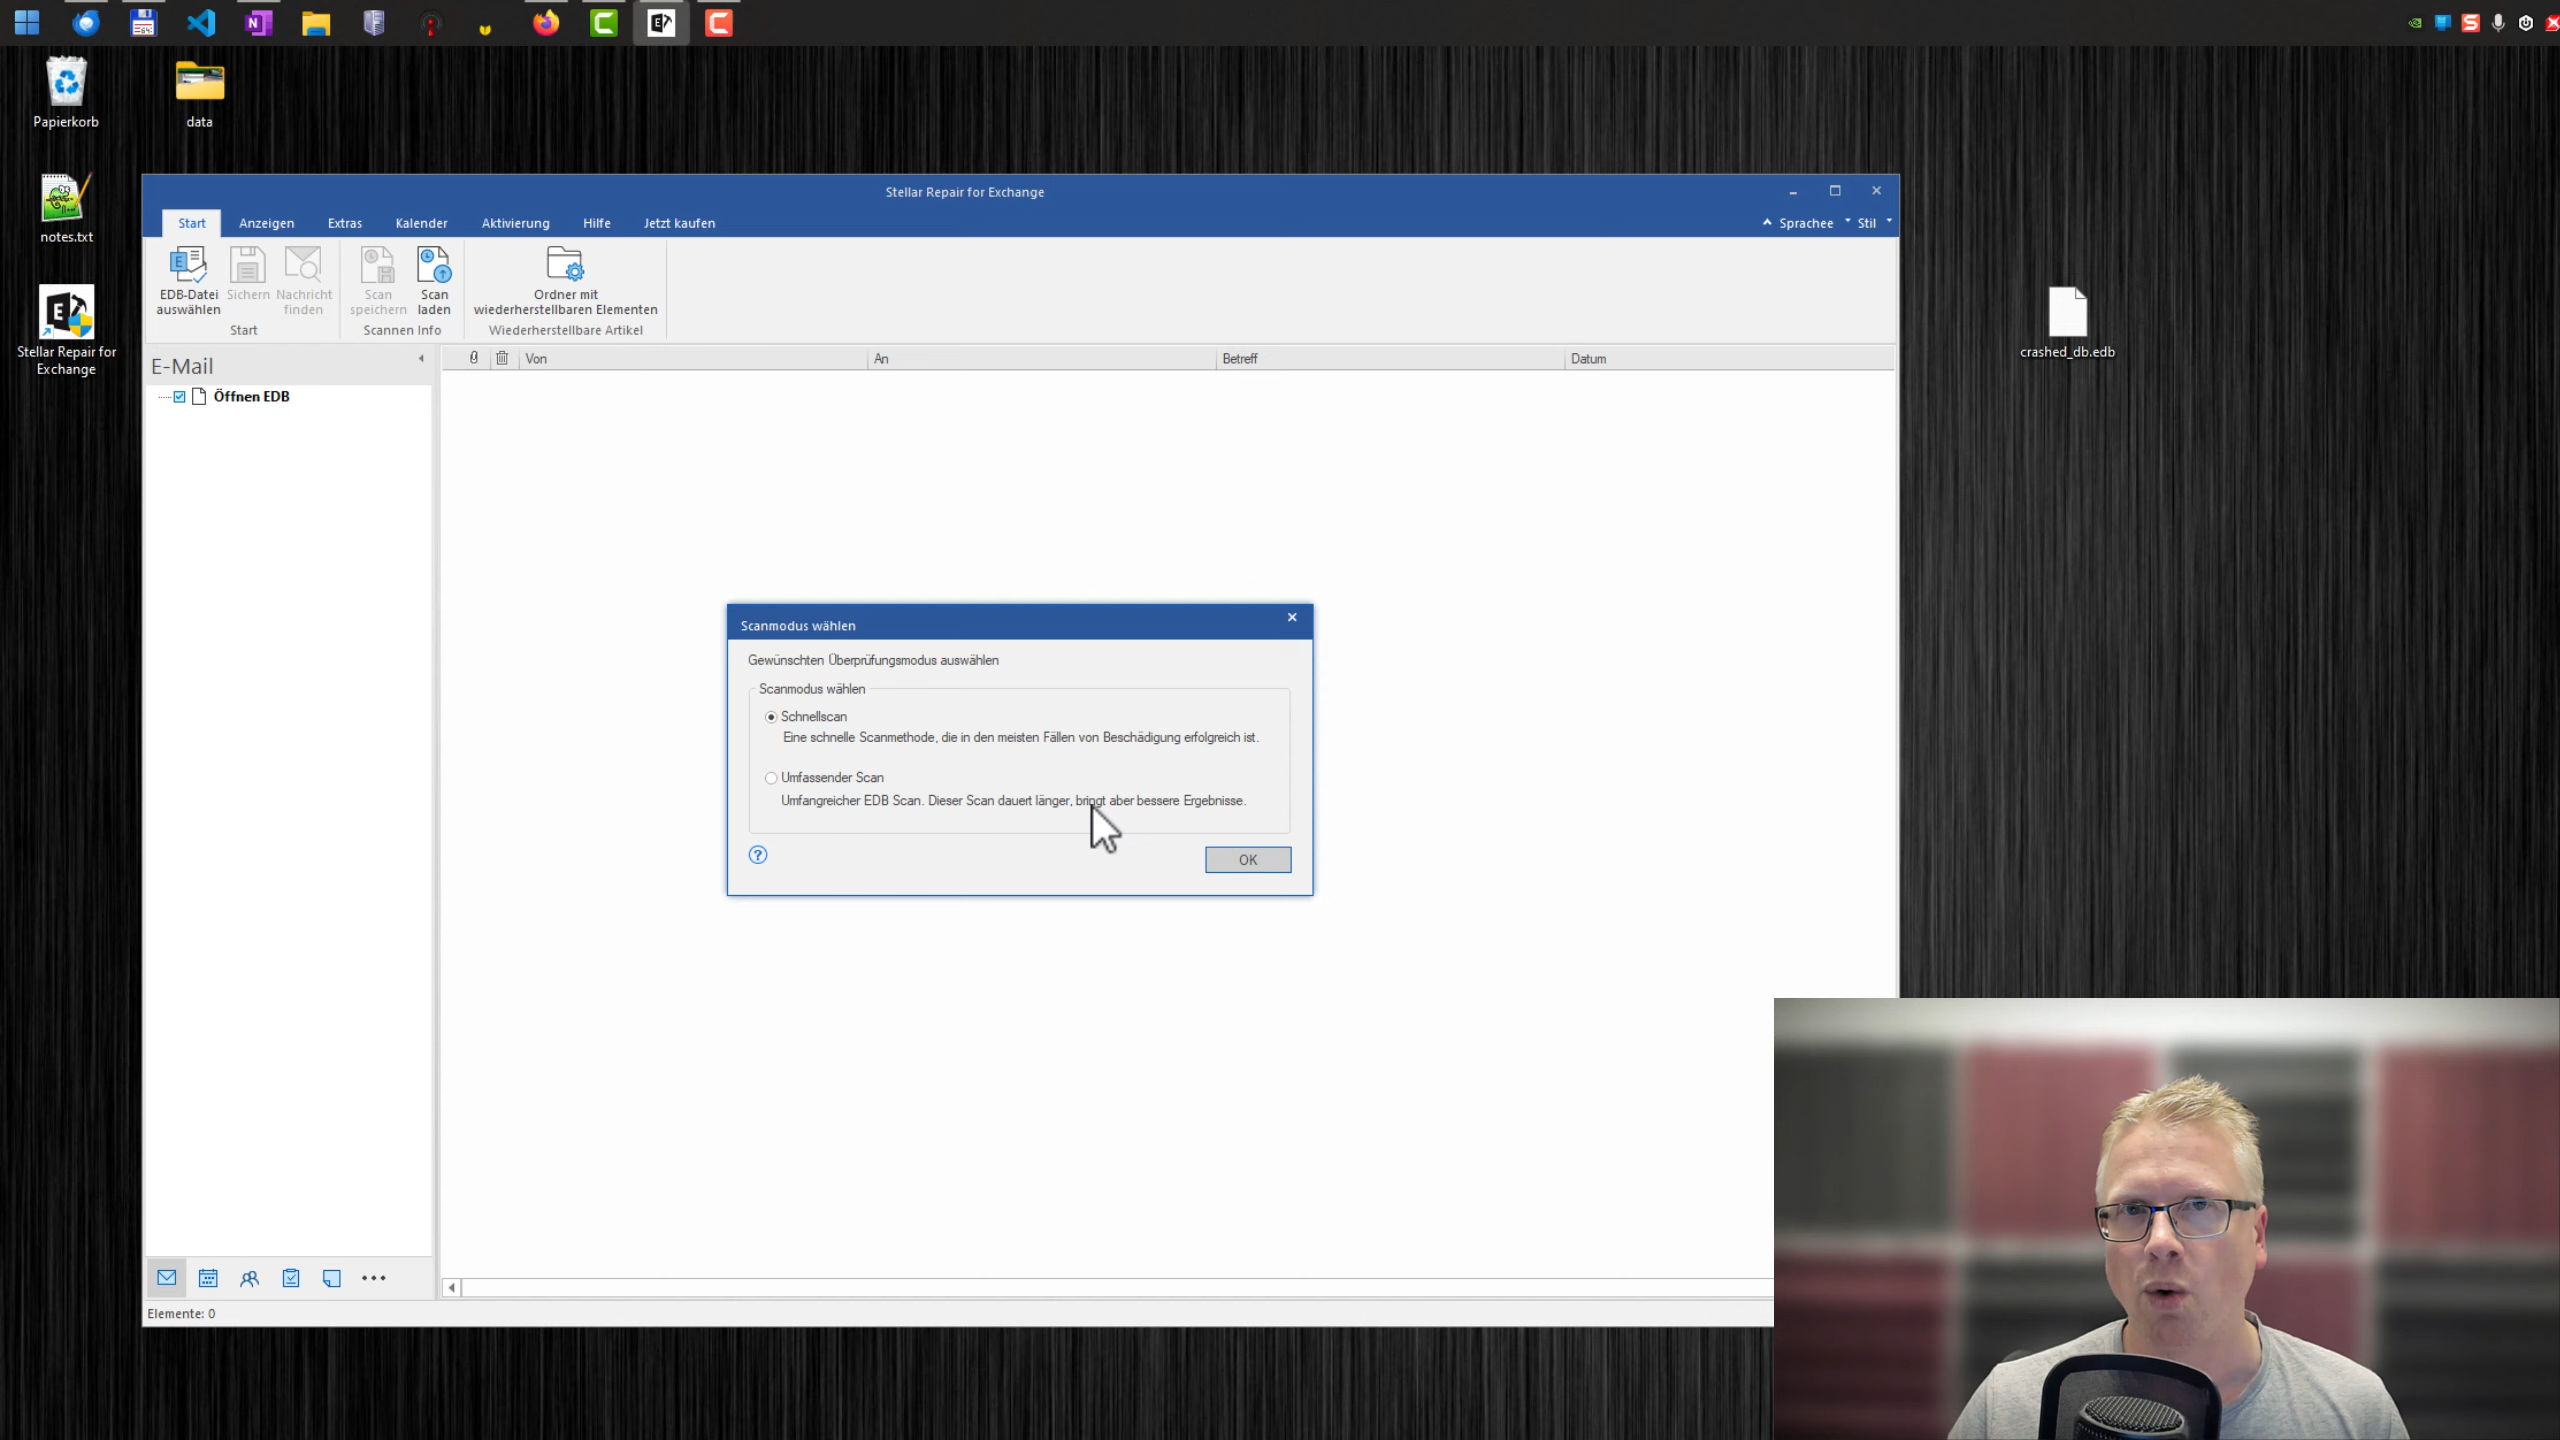 Papierkorb
data
notes.txt
Stellar Repair for
Exchange
crashed_db.edb
Stellar Repair for Exchange
Start Anzeigen Extras Kalender Aktivierung Hilfe Jetzt kaufen Sprachee Stil
EDB-Datei
auswählen
Sichern
Nachricht
finden
Start
Scan
speichern
Scan
laden
Scannen Info
Ordner mit
wiederherstellbaren Elementen
Wiederherstellbare Artikel
E-Mail
Öffnen EDB
Von An Betreff Datum
Scanmodus wählen
Gewünschten Überprüfungsmodus auswählen
Scanmodus wählen
Schnellscan
Eine schnelle Scanmethode, die in den meisten Fällen von Beschädigung erfolgreich ist.
Umfassender Scan
Umfangreicher EDB Scan. Dieser Scan dauert länger, bringt aber bessere Ergebnisse.
?
OK
Elemente: 0